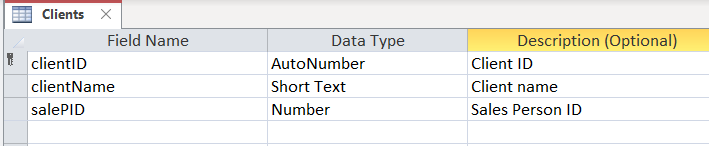 Clients
Field Name Data Type Description (Optional)
clientID AutoNumber Client ID
clientName Short Text Client name
salePID Number Sales Person ID